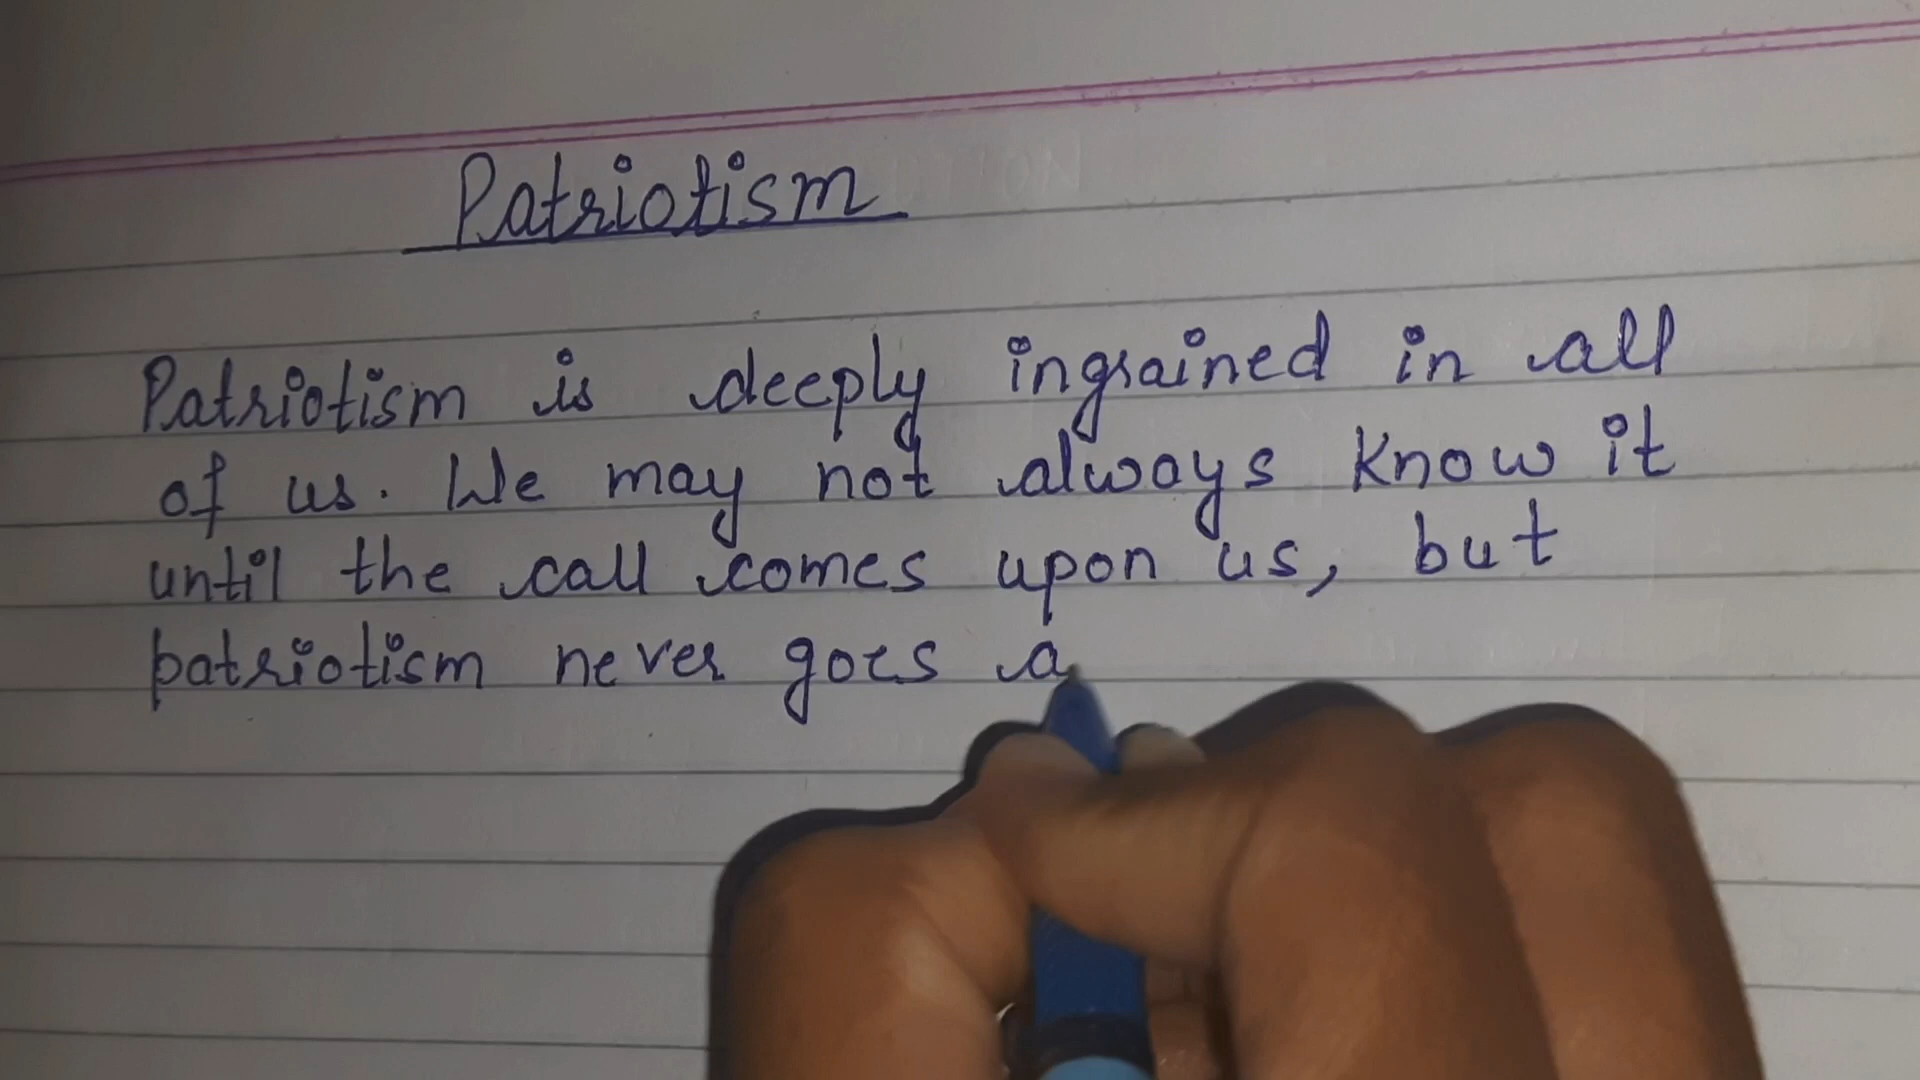 Patriotism
Patriotism is deeply ingrained in all
of us. We may not always know it
until the call comes upon us, but
patriotism never goes a